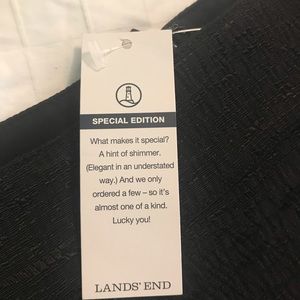 SPECIAL EDITION
What makes it special?
A hint of shimmer.
(Elegant in an understated
way.) And we only
ordered a few – so it's
almost one of a kind.
Lucky you!
LANDS' END